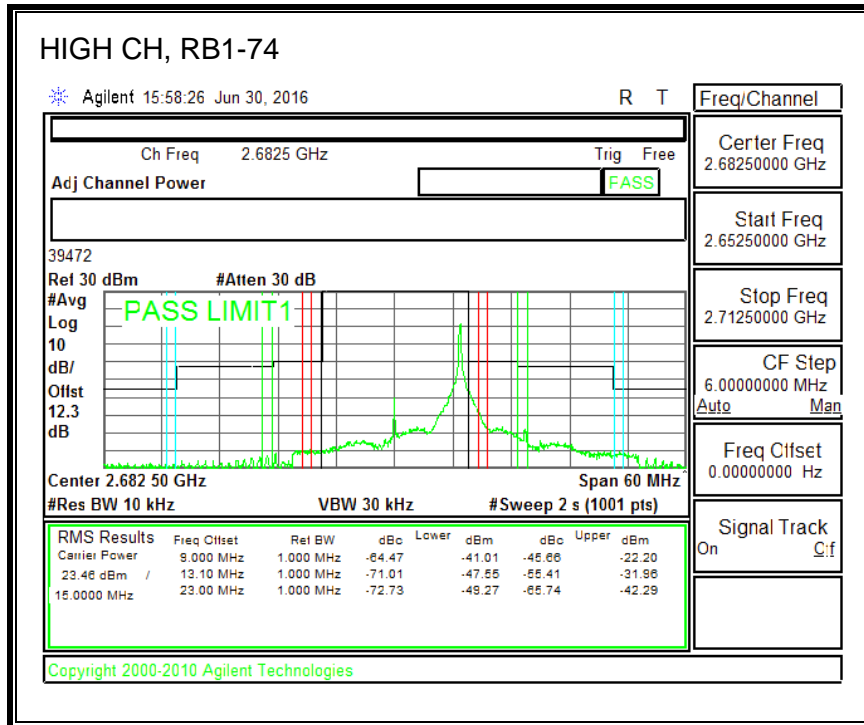 HIGH CH, RB1-74
Agilent 15:58:26 Jun 30, 2016 R T
Freq/Channel
Ch Freq 2.6825 GHz Trig Free
Adj Channel Power PASS
Center Freq
2.68250000 GHz
Start Freq
2.65250000 GHz
39472
Ref 30 dBm #Atten 30 dB
#Avg
Log
10
dB/
Offst
12.3
dB
PASS LIMIT1
Stop Freq
2.71250000 GHz
CF Step
6.00000000 MHz
Auto Man
Freq Offset
0.00000000 Hz
Center 2.682 50 GHz Span 60 MHz
#Res BW 10 kHz VBW 30 kHz #Sweep 2 s (1001 pts)
Signal Track
On Off
RMS Results Freq Offset Ref BW dBc Lower dBm dBc Upper dBm
Carrier Power 9.000 MHz 1.000 MHz -64.47 -41.01 -45.66 -22.20
23.46 dBm / 13.10 MHz 1.000 MHz -71.01 -47.55 -55.41 -31.96
15.0000 MHz 23.00 MHz 1.000 MHz -72.73 -49.27 -65.74 -42.29
Copyright 2000-2010 Agilent Technologies